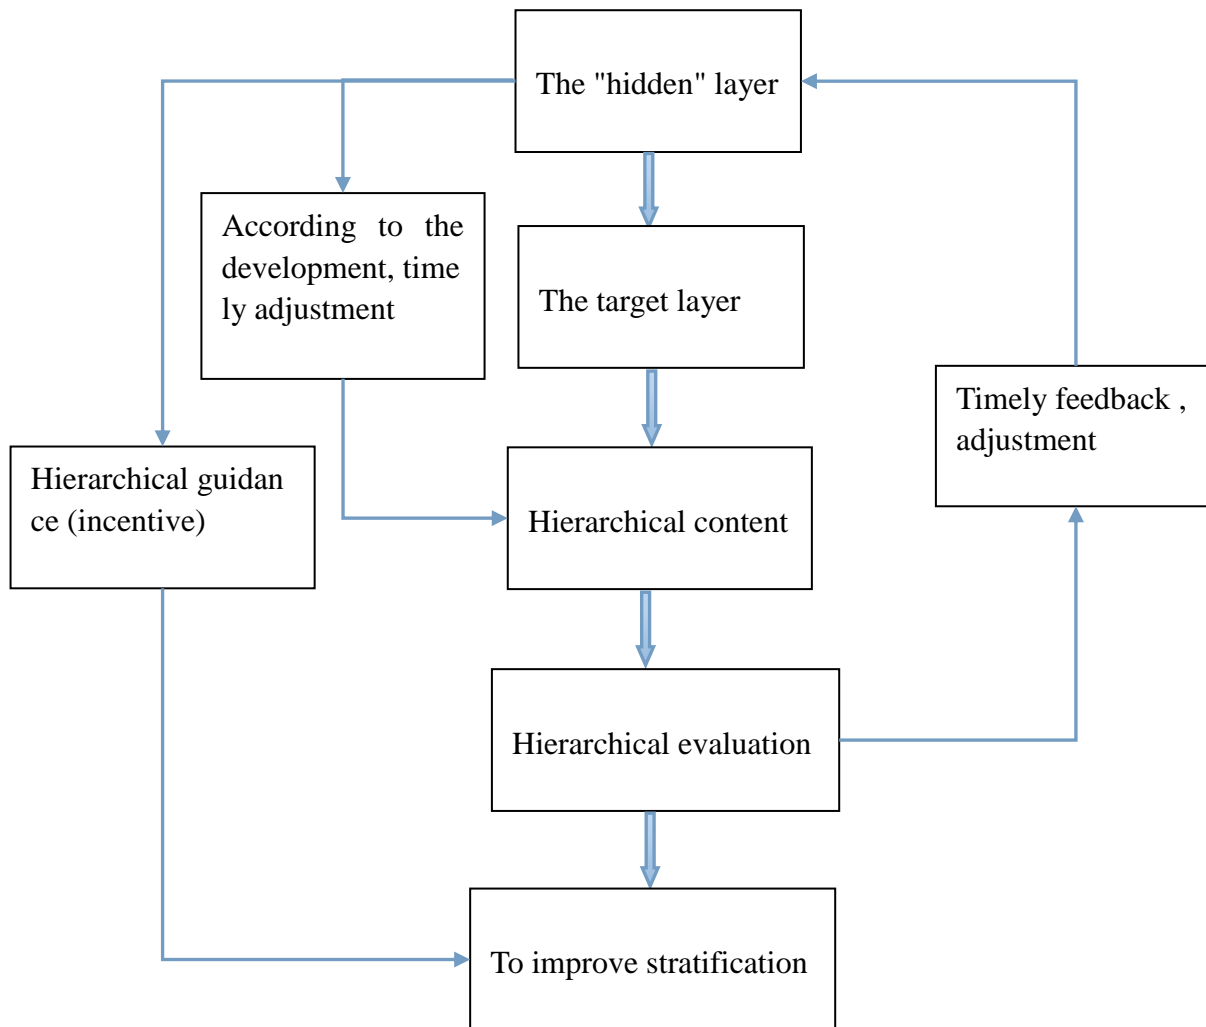 The "hidden" layer
According to the
development, time
ly adjustment
The target layer
Timely feedback ,
adjustment
Hierarchical guidan
ce (incentive)
Hierarchical content
Hierarchical evaluation
To improve stratification